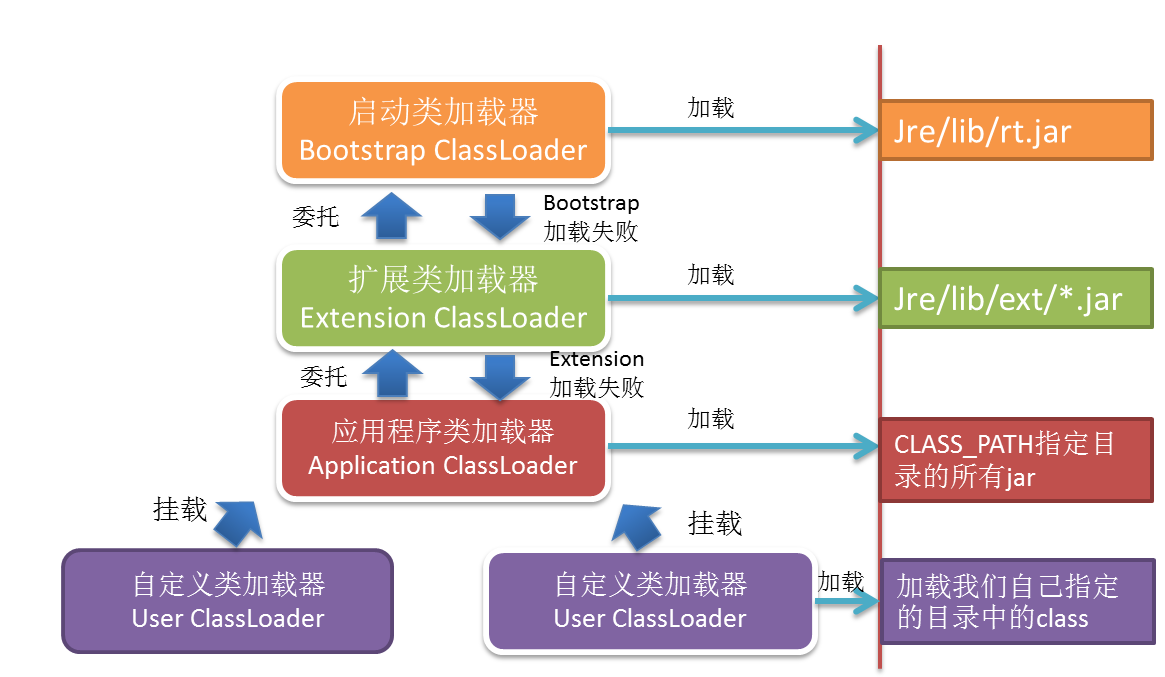 启动类加载器
Bootstrap ClassLoader
加载
Jre/lib/rt.jar
委托
Bootstrap
加载失败
扩展类加载器
Extension ClassLoader
加载
Jre/lib/ext/*.jar
委托
Extension
加载失败
应用程序类加载器
Application ClassLoader
加载
CLASS_PATH指定目
录的所有jar
挂载
挂载
自定义类加载器
User ClassLoader
自定义类加载器
User ClassLoader
加载
加载我们自己指定
的目录中的class